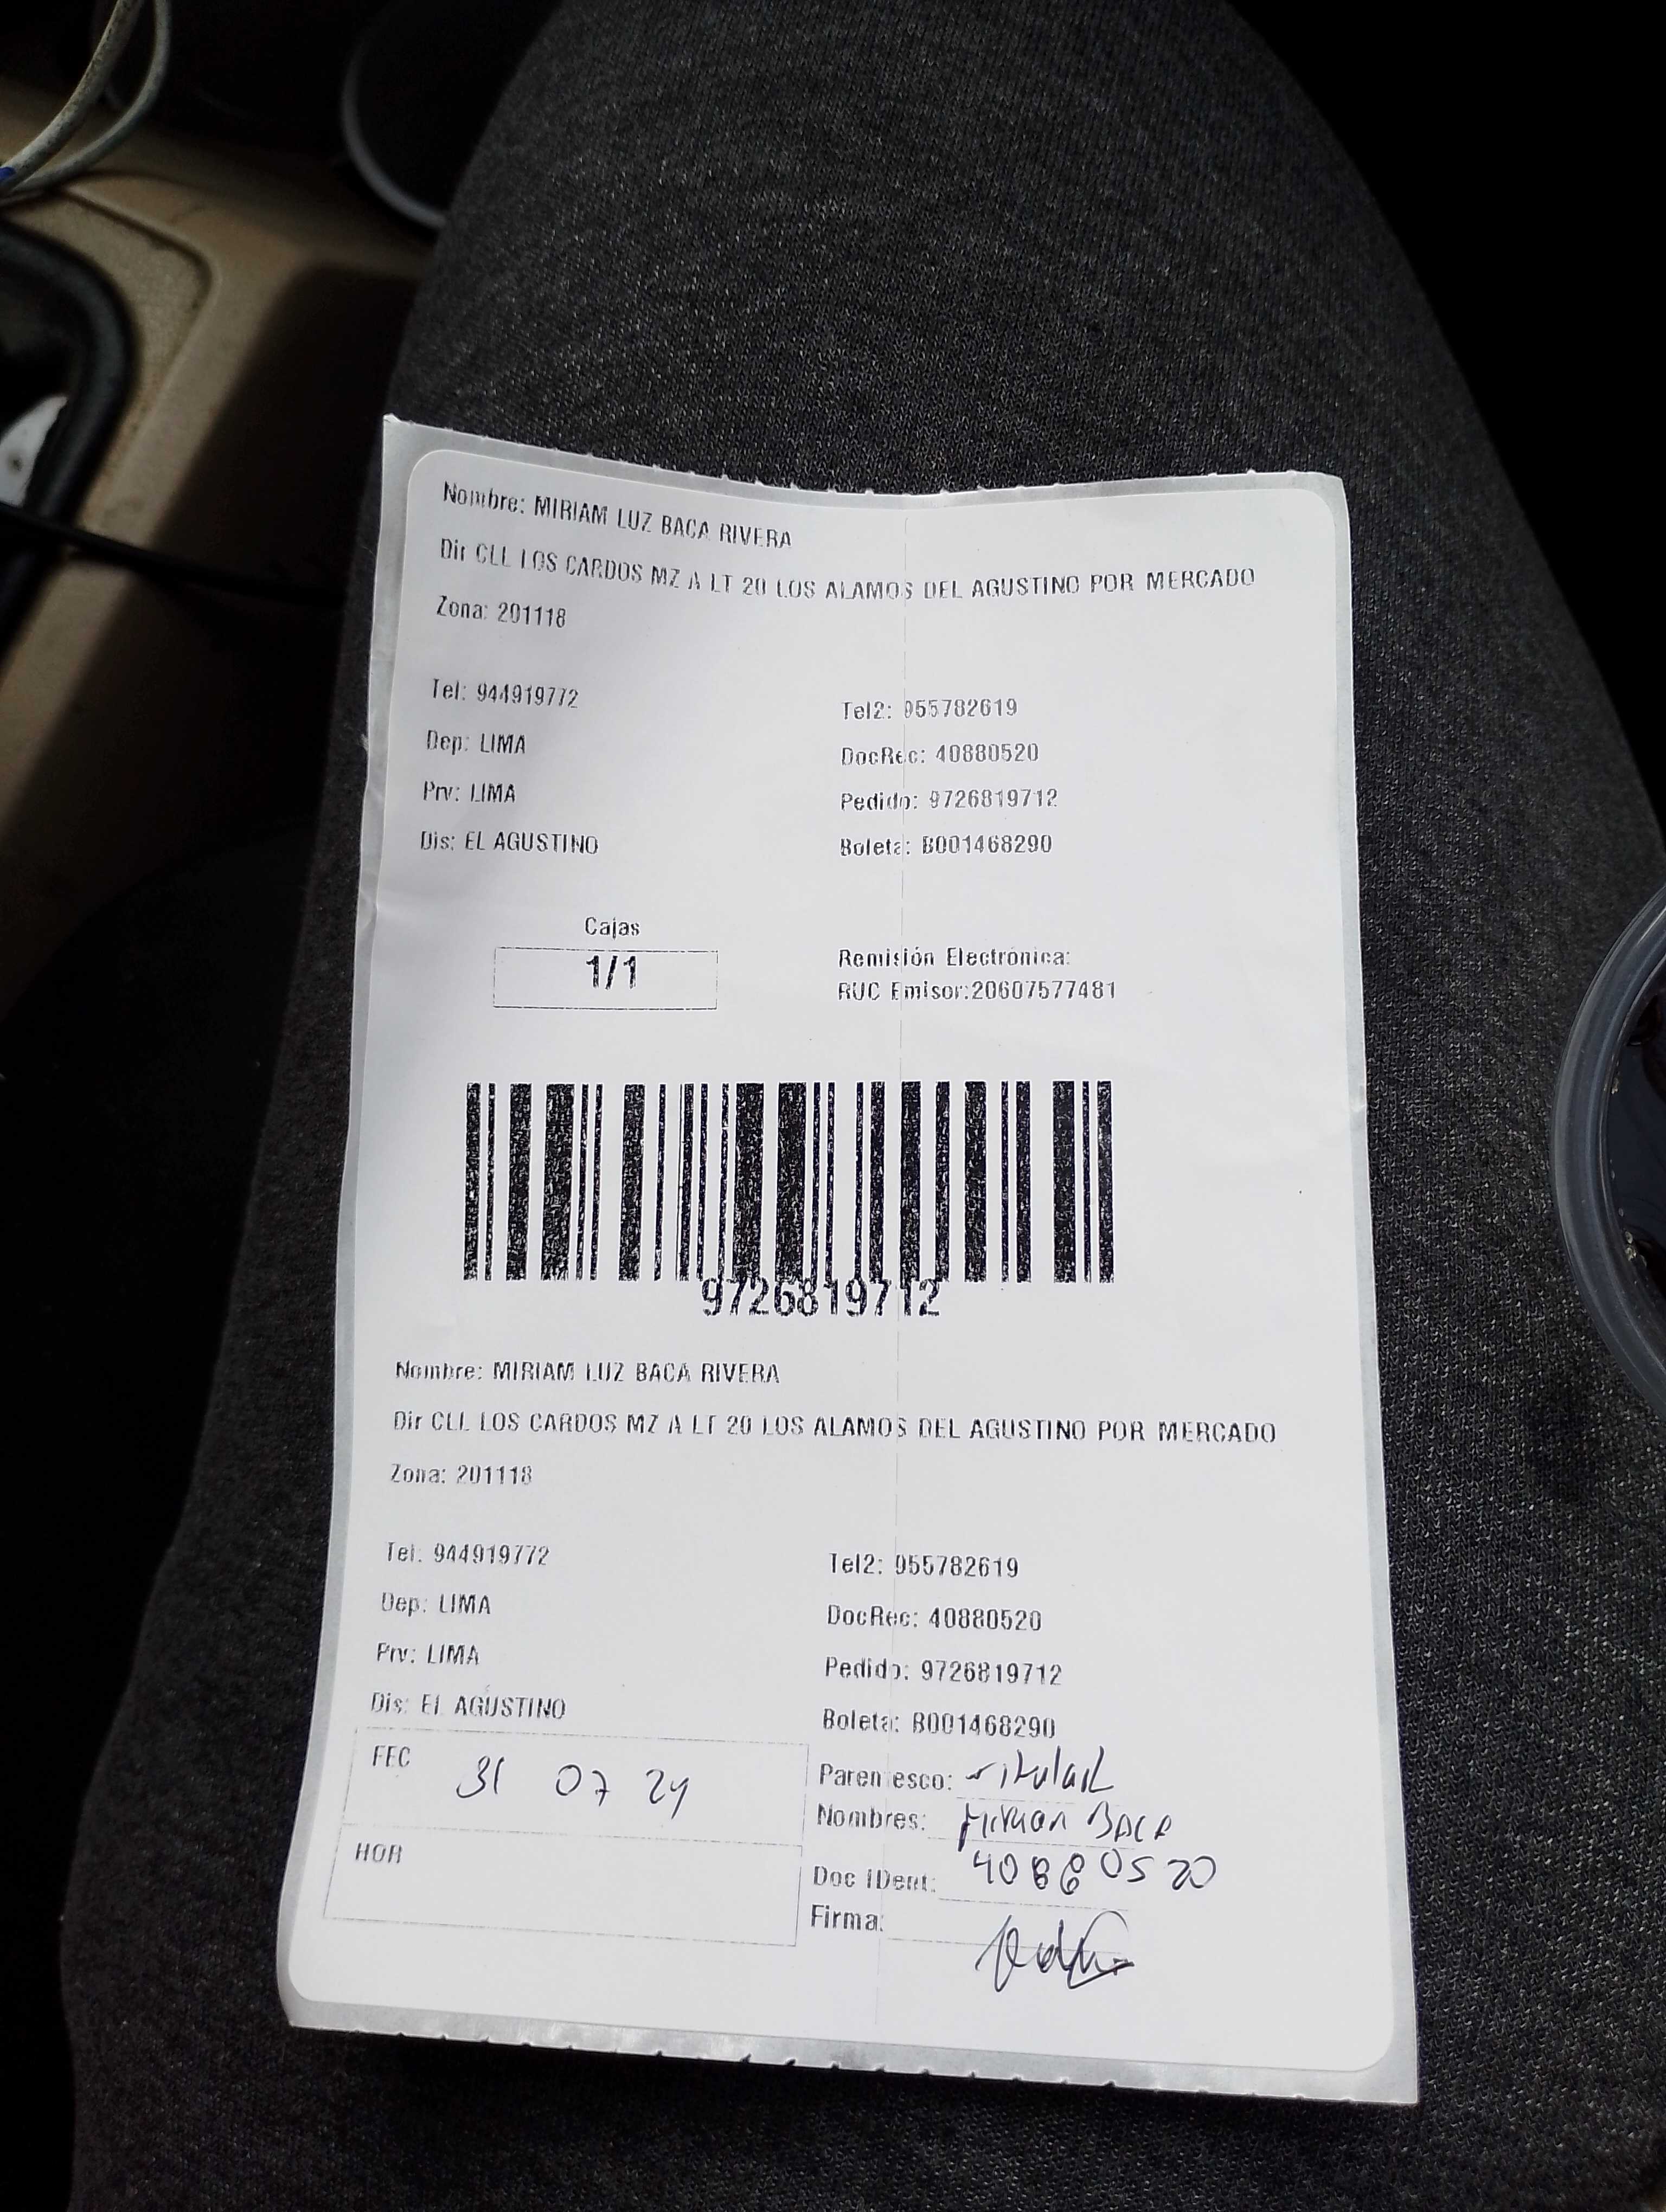 Nombre: MIRIAM LUZ BACA RIVERA
Dir CLL LOS CARDOS MZ A LT 20 LOS ALAMOS DEL AGUSTINO POR MERCADO
Zona: 201118
Tel: 944919772 Tel2: 955782619
Dep: LIMA DocRec: 40880520
Prv: LIMA Pedido: 9726819712
Dis: EL AGUSTINO Boleta: B001468290
Cajas
1/1
Remisión Electrónica:
RUC Emisor:20607577481
9726819712
Nombre: MIRIAM LUZ BACA RIVERA
Dir CLL LOS CARDOS MZ A LT 20 LOS ALAMOS DEL AGUSTINO POR MERCADO
Zona: 201118
Tel: 944919772 Tel2: 955782619
Dep: LIMA DocRec: 40880520
Prv: LIMA Pedido: 9726819712
Dis: EL AGUSTINO Boleta: B001468290
FEC 31 07 24 Parentesco: Titular
Nombres: Miriam BACA
HOR Doc IDent: 40880520
Firma: